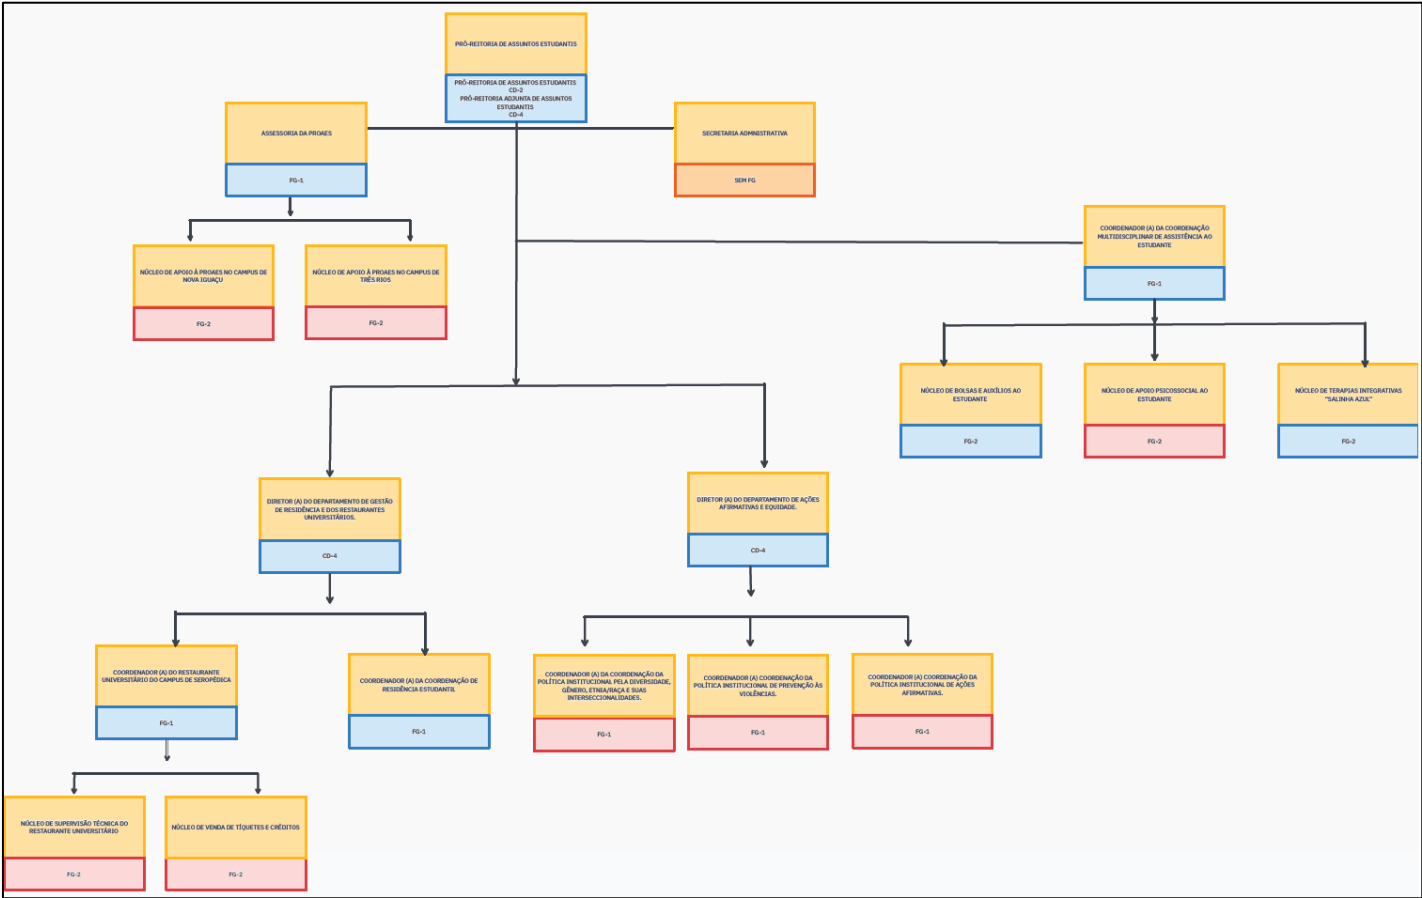 PRÓ-REITORIA DE ASSUNTOS ESTUDANTIS
PRÓ-REITORIA DE ASSUNTOS ESTUDANTIS
CD-2
PRÓ-REITORIA ADJUNTA DE ASSUNTOS
ESTUDANTIS
CD-4
ASSESSORIA DA PROAES
FG-1
SECRETARIA ADMNISTRATIVA
SEM FG
NÚCLEO DE APOIO À PROAES NO CAMPUS DE
NOVA IGUAÇU
FG-2
NÚCLEO DE APOIO À PROAES NO CAMPUS DE
TRÊS RIOS
FG-2
COORDENADOR (A) DA COORDENAÇÃO
MULTIDISCIPLINAR DE ASSISTÊNCIA AO
ESTUDANTE
FG-1
NÚCLEO DE BOLSAS E AUXÍLIOS AO
ESTUDANTE
FG-2
NÚCLEO DE APOIO PSICOSSOCIAL AO
ESTUDANTE
FG-2
NÚCLEO DE TERAPIAS INTEGRATIVAS
"SALINHA AZUL"
FG-2
DIRETOR (A) DO DEPARTAMENTO DE GESTÃO
DE RESIDÊNCIA E DOS RESTAURANTES
UNIVERSITÁRIOS.
CD-4
DIRETOR (A) DO DEPARTAMENTO DE AÇÕES
AFIRMATIVAS E EQUIDADE.
CD-4
COORDENADOR (A) DO RESTAURANTE
UNIVERSITÁRIO DO CAMPUS DE SEROPÉDICA
FG-1
COORDENADOR (A) DA COORDENAÇÃO DE
RESIDÊNCIA ESTUDANTIL
FG-1
COORDENADOR (A) DA COORDENAÇÃO DA
POLÍTICA INSTITUCIONAL PELA DIVERSIDADE,
GÊNERO, ETNIA/RAÇA E SUAS
INTERSECCIONALIDADES.
FG-1
COORDENADOR (A) COORDENAÇÃO DA
POLÍTICA INSTITUCIONAL DE PREVENÇÃO ÀS
VIOLÊNCIAS.
FG-1
COORDENADOR (A) COORDENAÇÃO DA
POLÍTICA INSTITUCIONAL DE AÇÕES
AFIRMATIVAS.
FG-1
NÚCLEO DE SUPERVISÃO TÉCNICA DO
RESTAURANTE UNIVERSITÁRIO
FG-2
NÚCLEO DE VENDA DE TÍQUETES E CRÉDITOS
FG-2